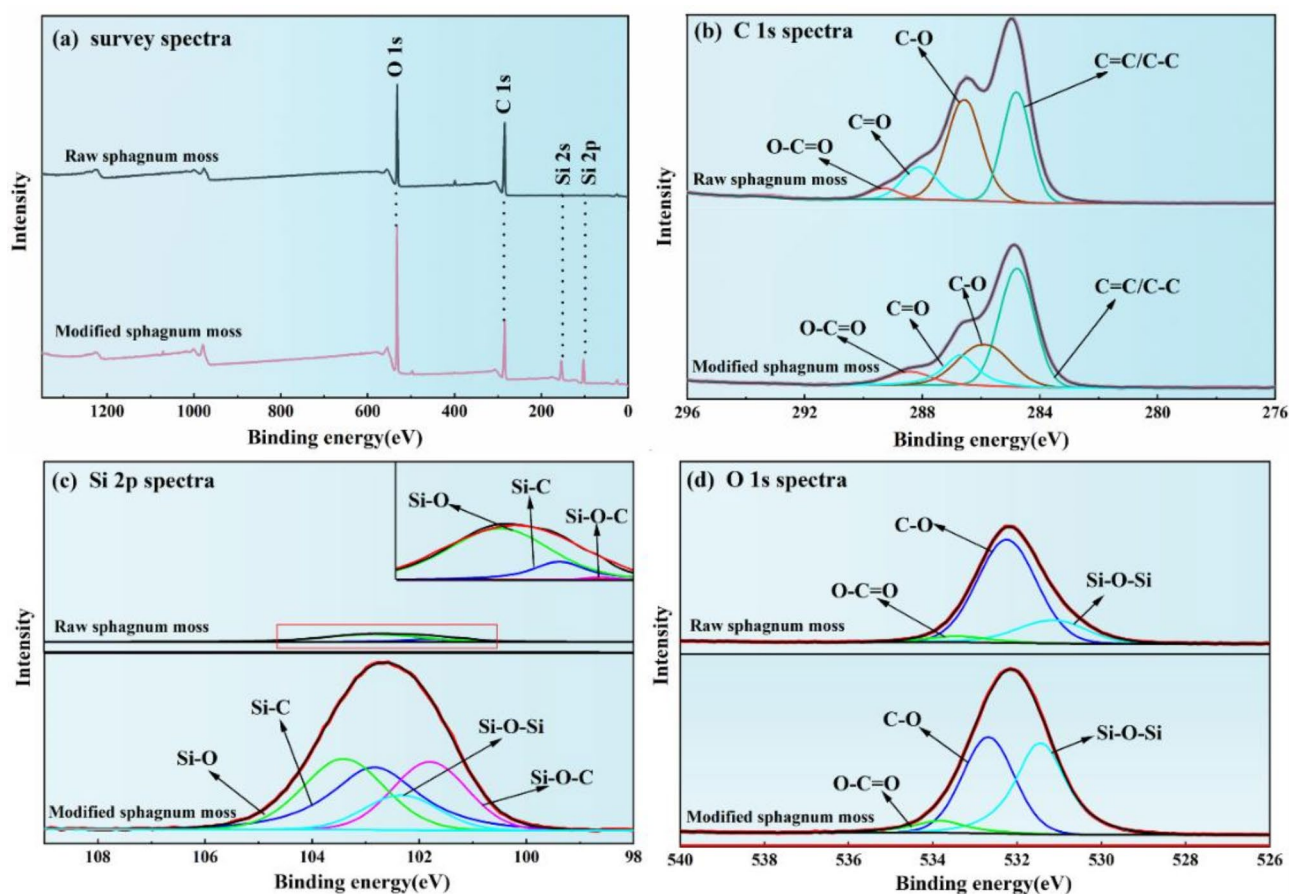 (a) survey spectra
O 1s
C 1s
Si 2s
Si 2p
Raw sphagnum moss
Modified sphagnum moss
Intensity
1200
1000
800
600
400
200
0
Binding energy(eV)
(b) C 1s spectra
C-O
C=C/C-C
C=O
O-C=O
Raw sphagnum moss
C-O
C=O
C=C/C-C
O-C=O
Modified sphagnum moss
Intensity
296
292
288
284
280
276
Binding energy(eV)
(c) Si 2p spectra
Si-O
Si-C
Si-O-C
Raw sphagnum moss
Si-C
Si-O-Si
Si-O
Si-O-C
Modified sphagnum moss
Intensity
108
106
104
102
100
98
Binding energy(eV)
(d) O 1s spectra
C-O
O-C=O
Si-O-Si
Raw sphagnum moss
C-O
Si-O-Si
O-C=O
Modified sphagnum moss
Intensity
540
538
536
534
532
530
528
526
Binding energy(eV)